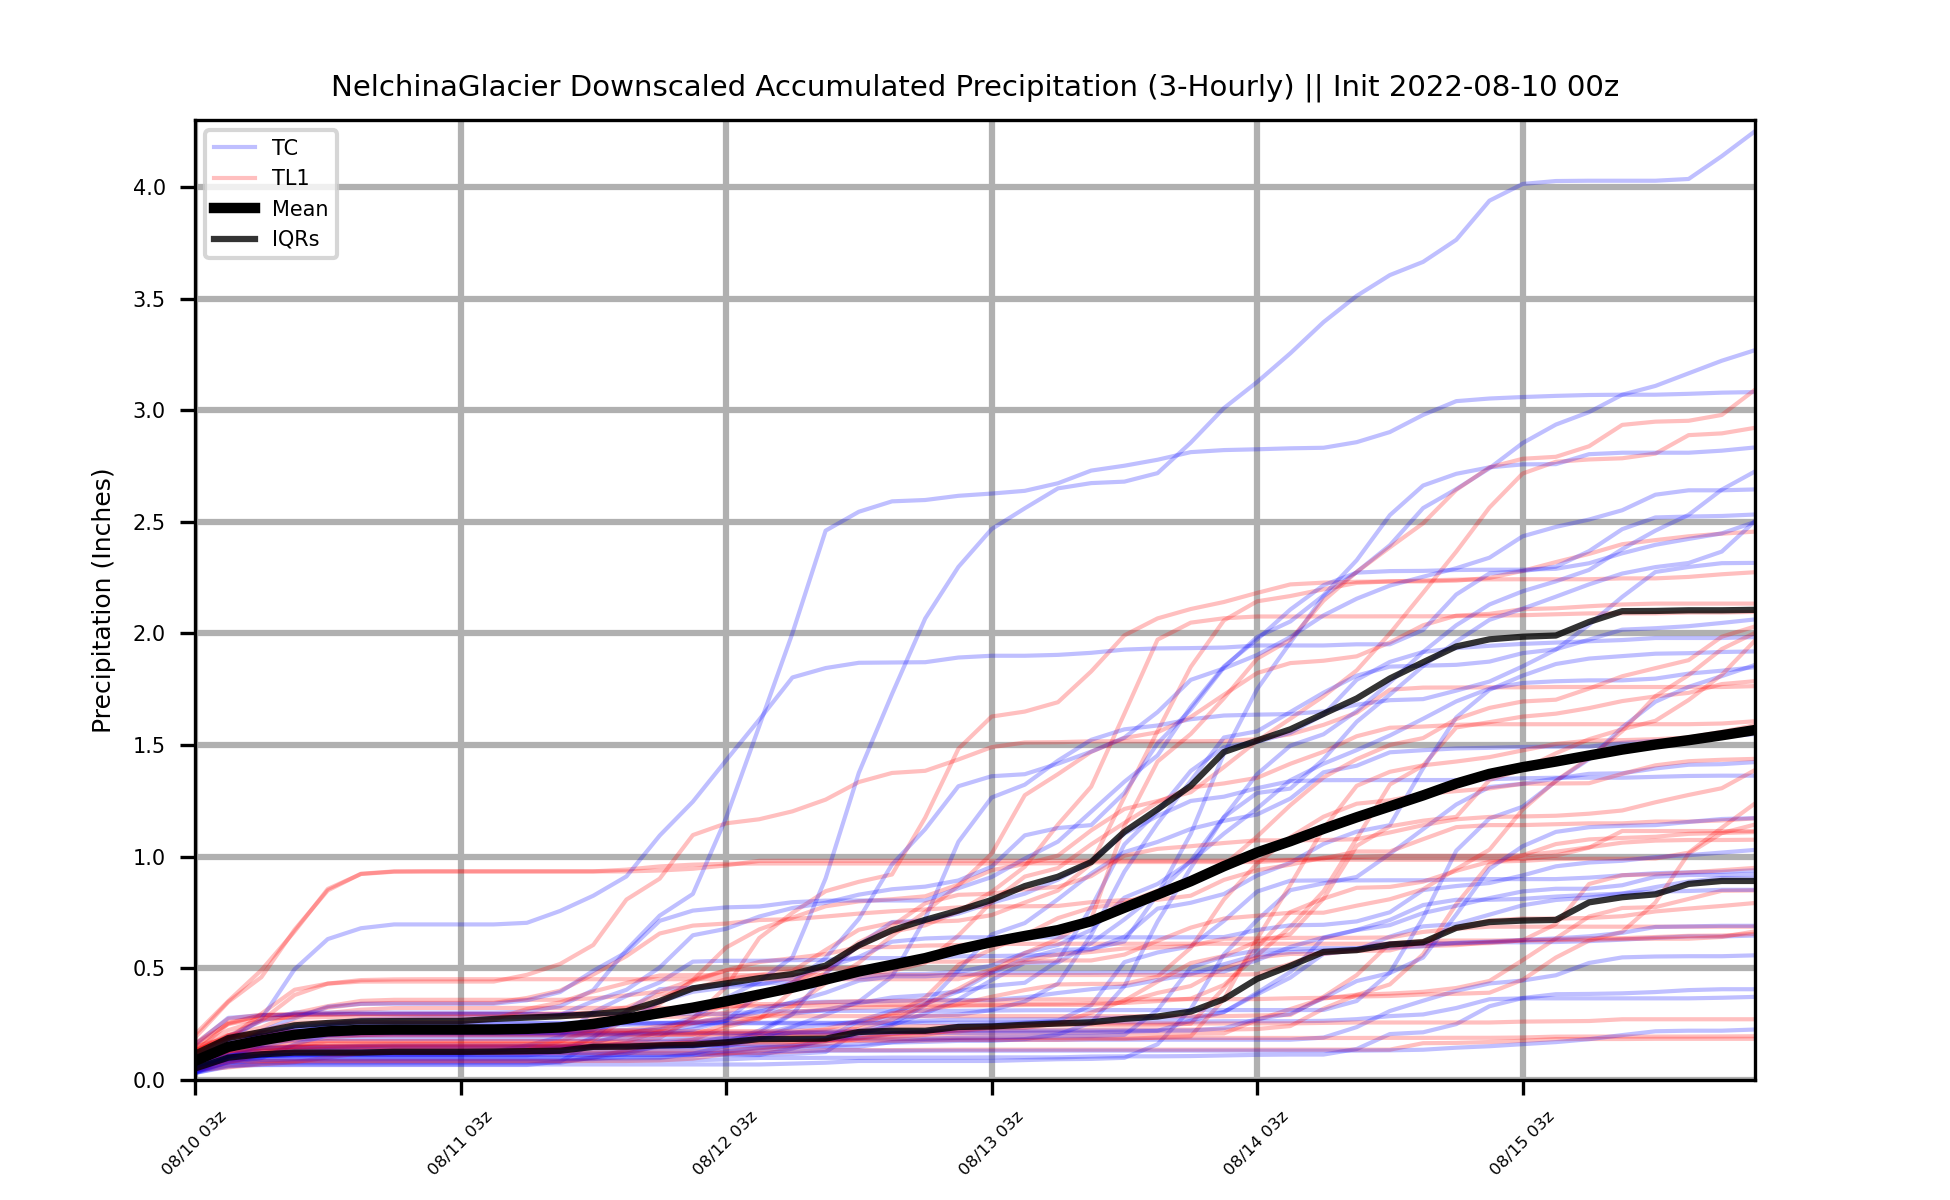 NelchinaGlacier Downscaled Accumulated Precipitation (3-Hourly) || Init 2022-08-10 00z
TC
TL1
Mean
IQRs
Precipitation (Inches)
4.0
3.5
3.0
2.5
2.0
1.5
1.0
0.5
0.0
08/10 03z
08/11 03z
08/12 03z
08/13 03z
08/14 03z
08/15 03z